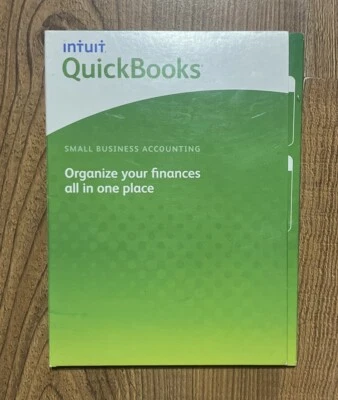 intuit
QuickBooks
SMALL BUSINESS ACCOUNTING
Organize your finances
all in one place